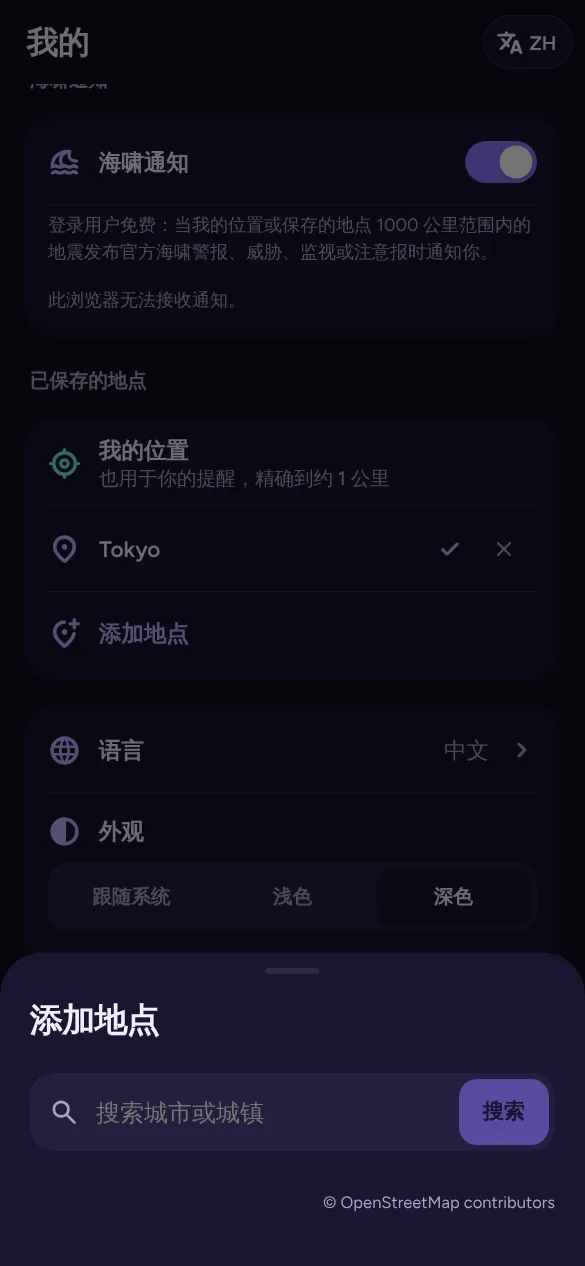 我的
ZH
海啸通知
海啸通知
登录用户免费：当我的位置或保存的地点 1000 公里范围内的
地震发布官方海啸警报、威胁、监视或注意报时通知你。
此浏览器无法接收通知。
已保存的地点
我的位置
也用于你的提醒，精确到约 1 公里
Tokyo
添加地点
语言
中文
外观
跟随系统
浅色
深色
添加地点
搜索城市或城镇
搜索
© OpenStreetMap contributors